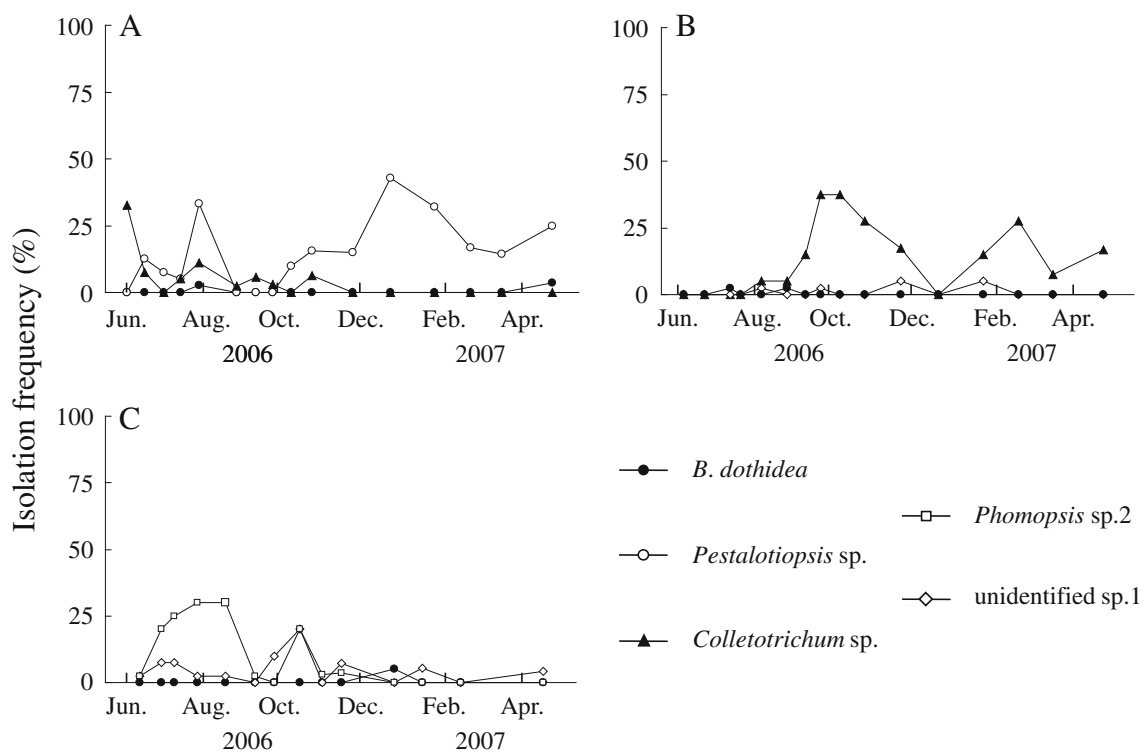 A
100
75
50
25
0
Jun. Aug. Oct. Dec. Feb. Apr.
2006 2007
B
100
75
50
25
0
Jun. Aug. Oct. Dec. Feb. Apr.
2006 2007
Isolation frequency (%)
C
100
75
50
25
0
Jun. Aug. Oct. Dec. Feb. Apr.
2006 2007
B. dothidea
Phomopsis sp.2
Pestalotiopsis sp.
unidentified sp.1
Colletotrichum sp.